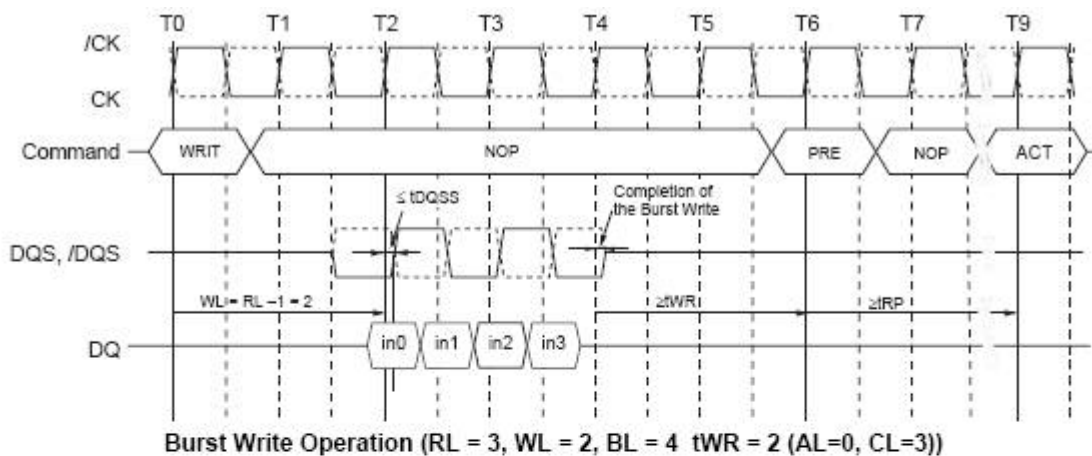 T0 T1 T2 T3 T4 T5 T6 T7 T9
/CK
CK
Command WRIT NOP PRE NOP ACT
≤ tDQSS
Completion of
the Burst Write
DQS, /DQS
WL = RL –1 = 2
≥tWR
≥tRP
DQ in0 in1 in2 in3
Burst Write Operation (RL = 3, WL = 2, BL = 4 tWR = 2 (AL=0, CL=3))